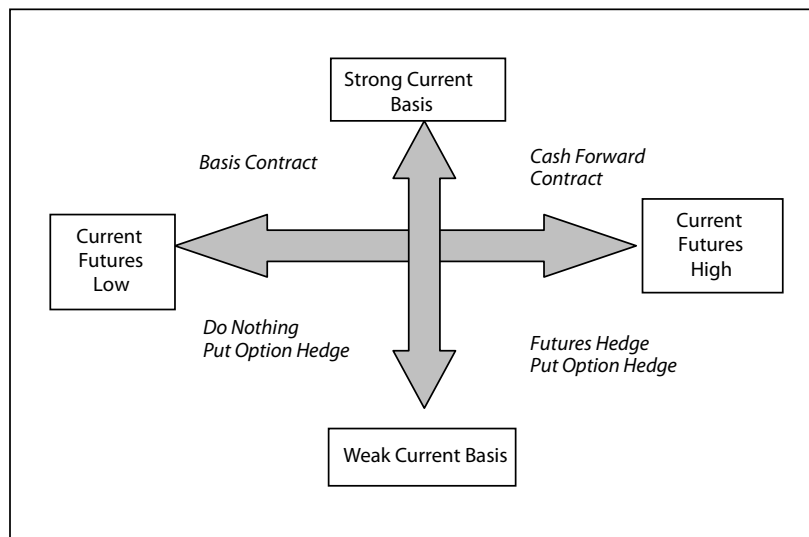 Strong Current
Basis
Basis Contract
Cash Forward
Contract
Current
Futures
Low
Current
Futures
High
Do Nothing
Put Option Hedge
Futures Hedge
Put Option Hedge
Weak Current Basis